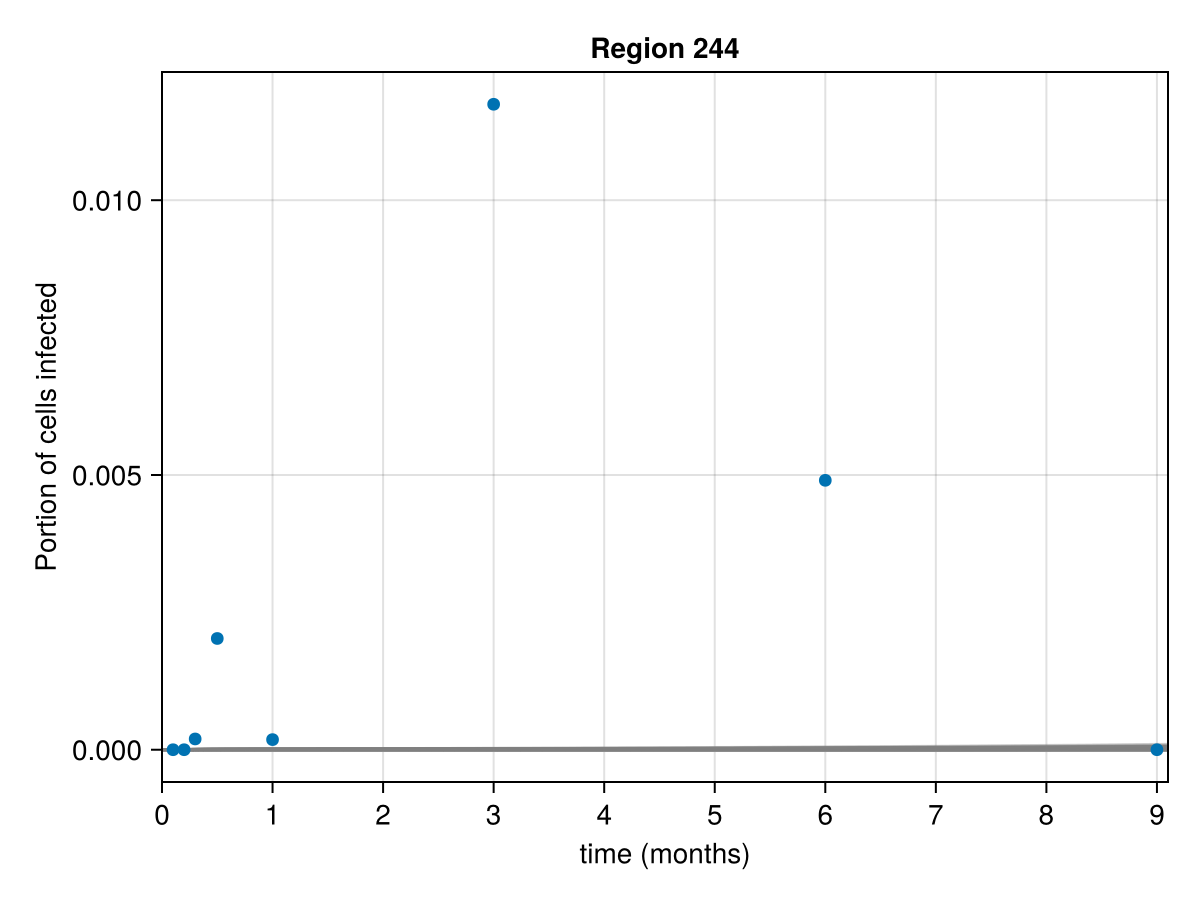 Region 244
Portion of cells infected
0.010
0.005
0.000
0 1 2 3 4 5 6 7 8 9
time (months)